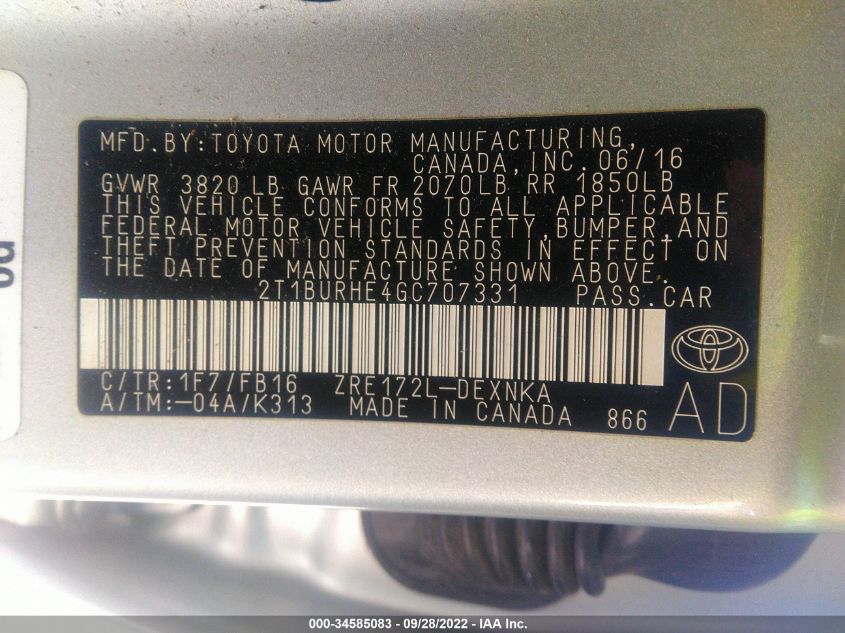 MFD.BY:TOYOTA MOTOR MANUFACTURING,
CANADA,INC.06/16
GVWR 3820 LB GAWR FR 2070LB RR 1850LB
THIS VEHICLE CONFORMS TO ALL APPLICABLE
FEDERAL MOTOR VEHICLE SAFETY,BUMPER,AND
THEFT PREVENTION STANDARDS IN EFFECT ON
THE DATE OF MANUFACTURE SHOWN ABOVE.
2T1BURHE4GC707331 PASS.CAR
C/TR:1F7/FB16 ZRE172L-DEXNKA
A/TM:-04A/K313 MADE IN CANADA 866 AD
000-34585083 - 09/28/2022 - IAA Inc.